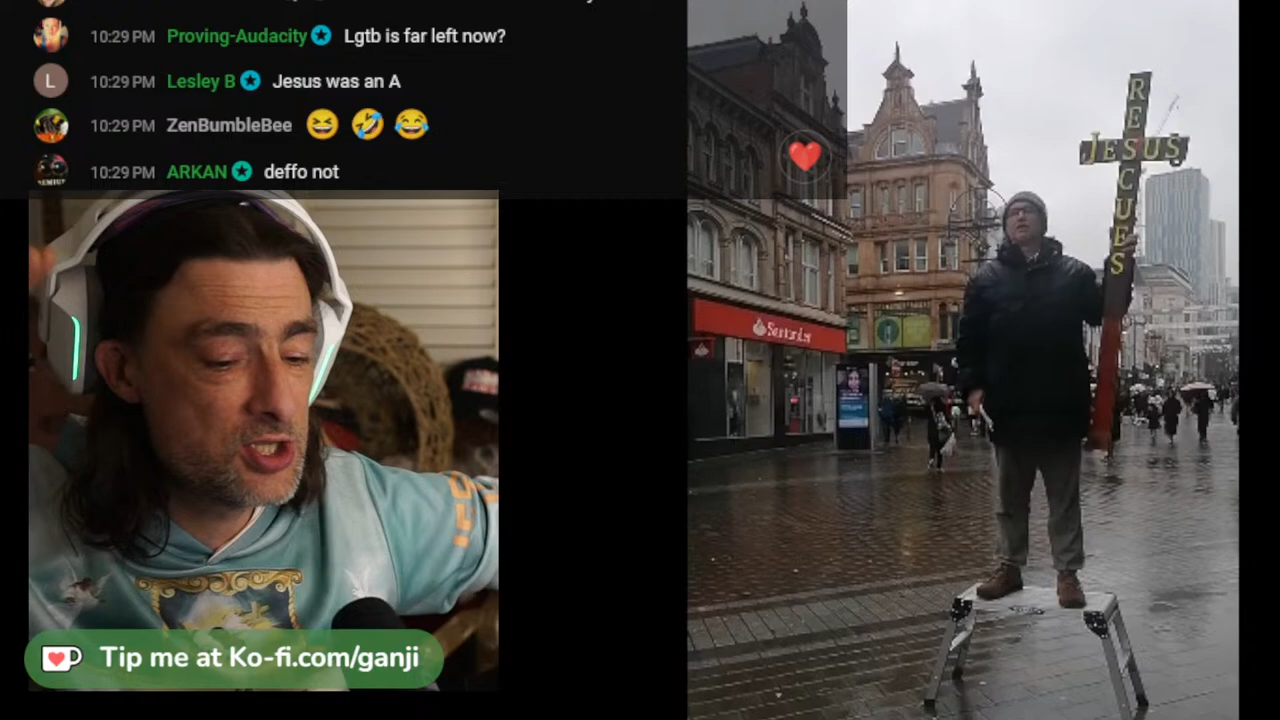 10:29 PM Proving-Audacity Lgtb is far left now?
L 10:29 PM Lesley B Jesus was an A
10:29 PM ZenBumbleBee 😆 🤣 😂
10:29 PM ARKAN deffo not
RESCUES
JESUS
Santander
Tip me at Ko-fi.com/ganji